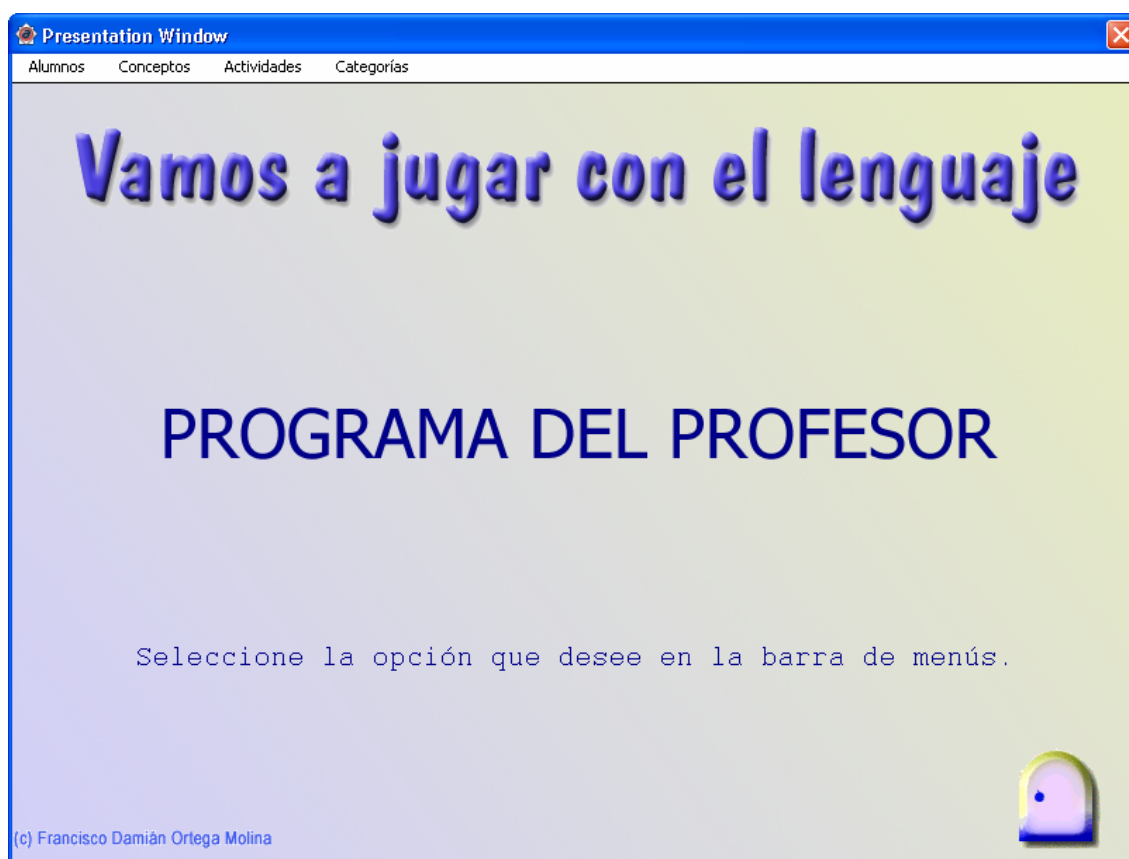 Presentation Window
Alumnos Conceptos Actividades Categorías
Vamos a jugar con el lenguaje
PROGRAMA DEL PROFESOR
Seleccione la opción que desee en la barra de menús.
(c) Francisco Damián Ortega Molina